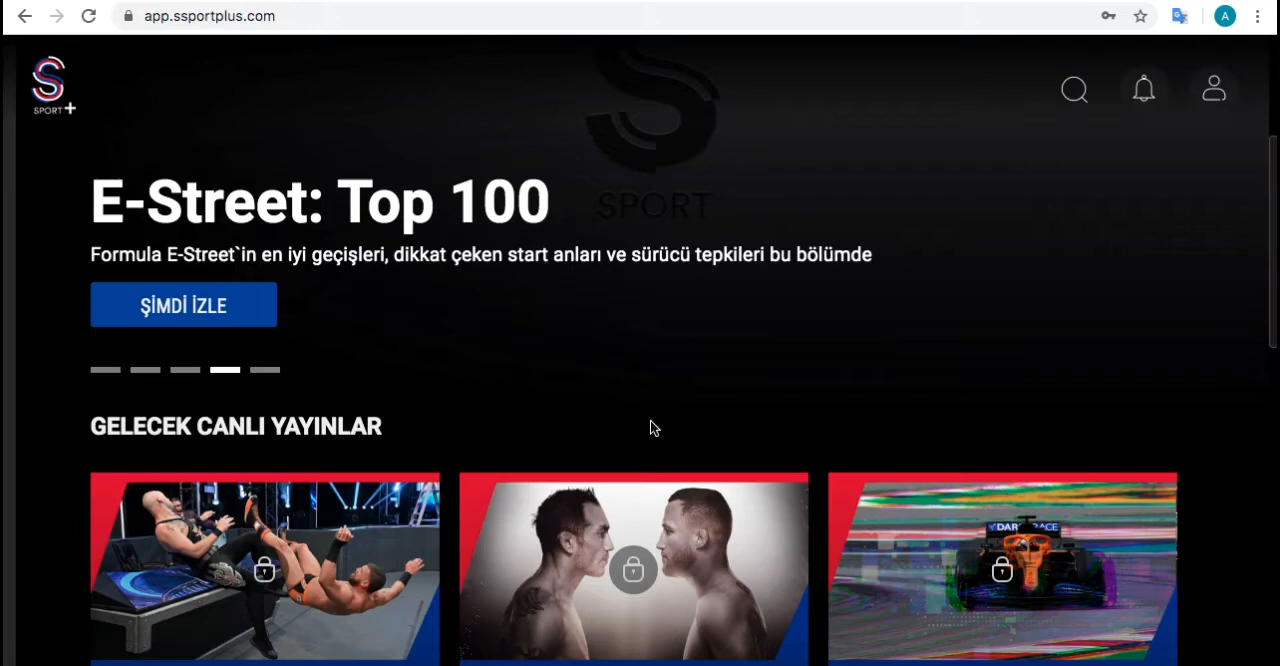 app.ssportplus.com
A
SPORT+
SPORT
E-Street: Top 100
Formula E-Street`in en iyi geçişleri, dikkat çeken start anları ve sürücü tepkileri bu bölümde
ŞİMDİ İZLE
GELECEK CANLI YAYINLAR